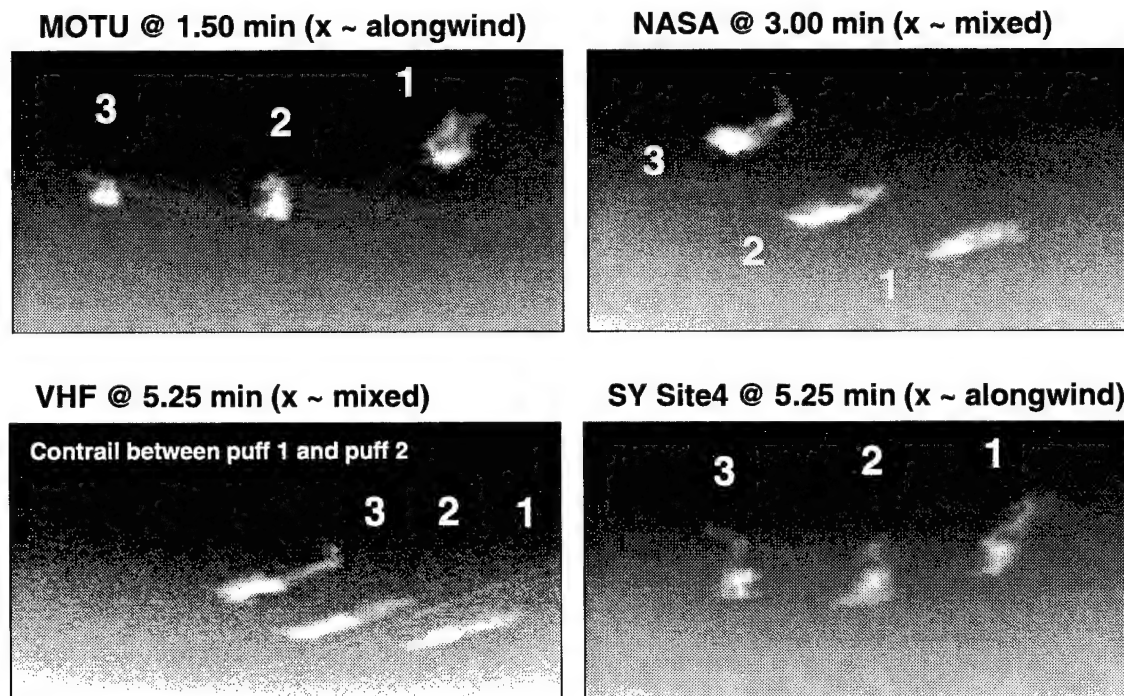 MOTU @ 1.50 min (x ~ alongwind)
3
2
1
NASA @ 3.00 min (x ~ mixed)
3
2
1
VHF @ 5.25 min (x ~ mixed)
Contrail between puff 1 and puff 2
3
2
1
SY Site4 @ 5.25 min (x ~ alongwind)
3
2
1